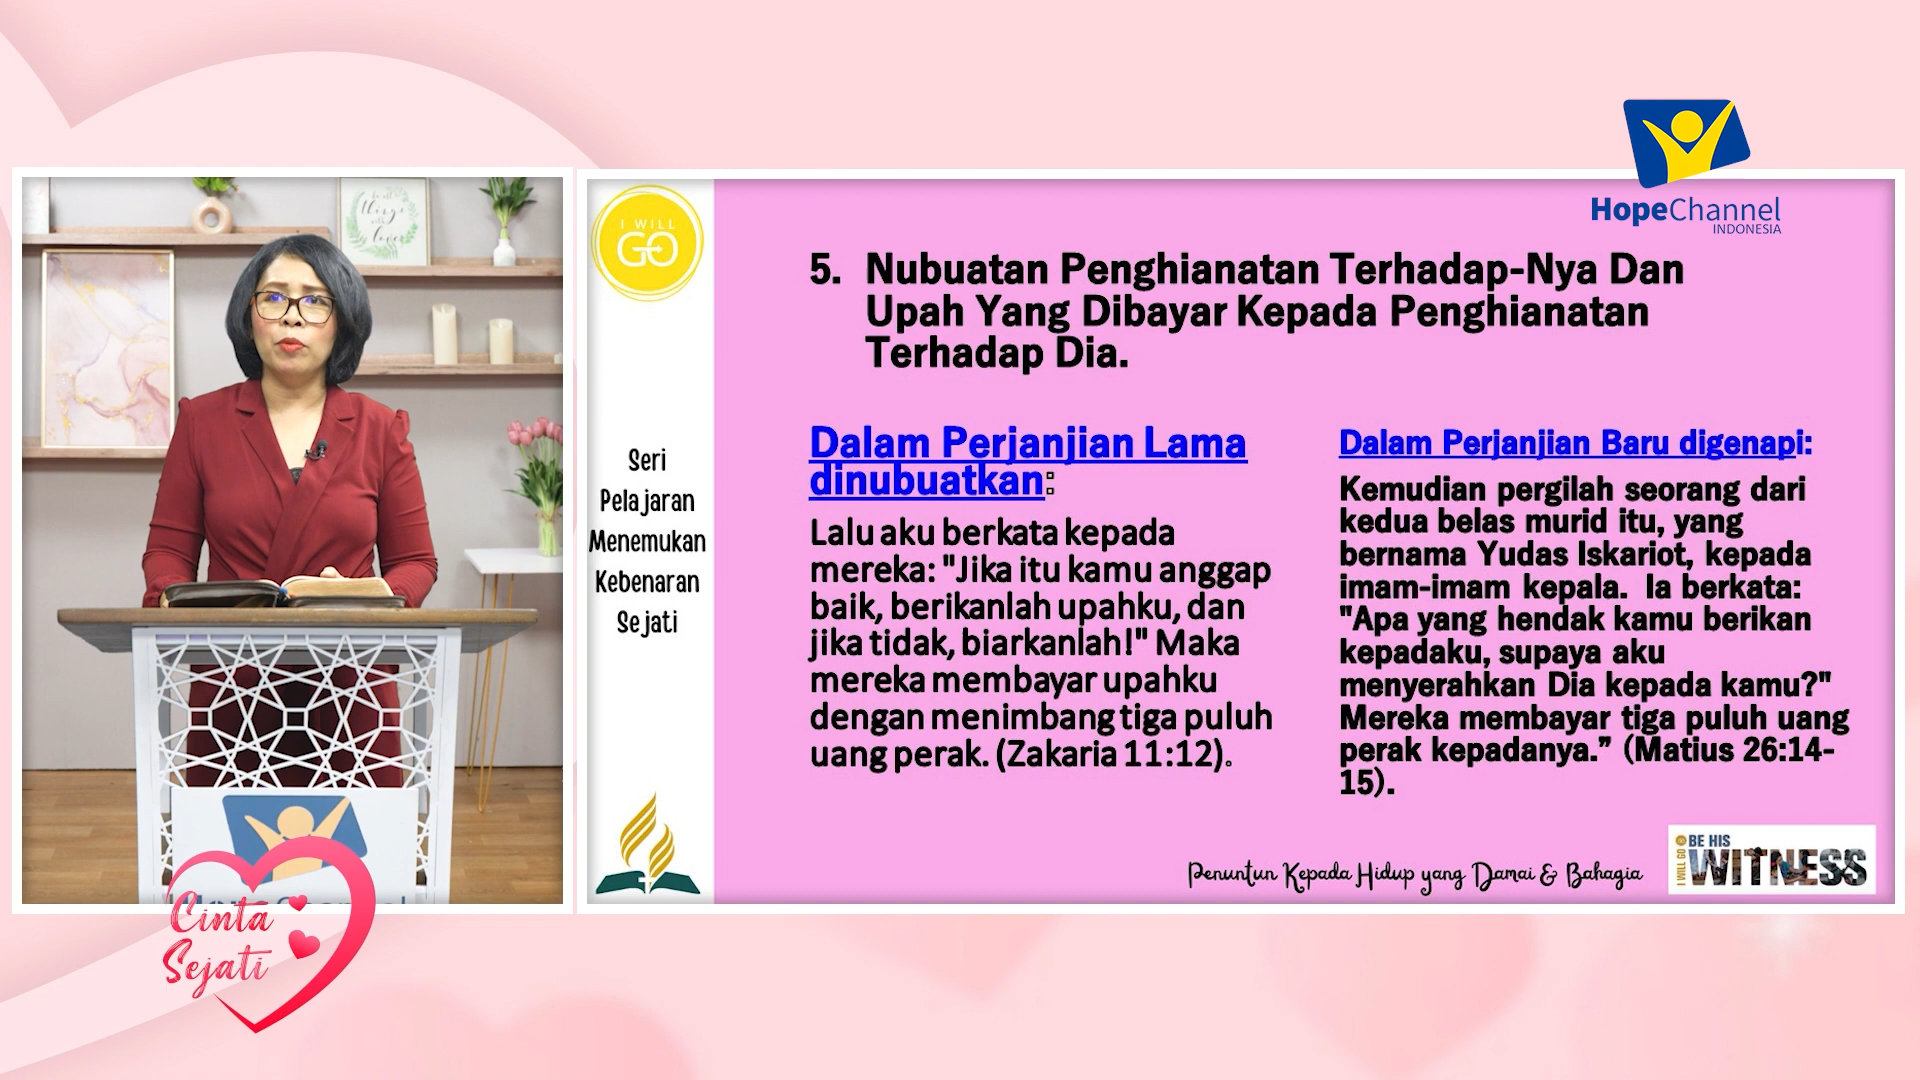 HopeChannel
INDONESIA
I WILL
GO
Seri
Pelajaran
Menemukan
Kebenaran
Sejati
5. Nubuatan Penghianatan Terhadap-Nya Dan
Upah Yang Dibayar Kepada Penghianatan
Terhadap Dia.
Dalam Perjanjian Lama
dinubuatkan:
Lalu aku berkata kepada
mereka: "Jika itu kamu anggap
baik, berikanlah upahku, dan
jika tidak, biarkanlah!" Maka
mereka membayar upahku
dengan menimbang tiga puluh
uang perak. (Zakaria 11:12).
Dalam Perjanjian Baru digenapi:
Kemudian pergilah seorang dari
kedua belas murid itu, yang
bernama Yudas Iskariot, kepada
imam-imam kepala. Ia berkata:
"Apa yang hendak kamu berikan
kepadaku, supaya aku
menyerahkan Dia kepada kamu?"
Mereka membayar tiga puluh uang
perak kepadanya.” (Matius 26:14-
15).
Penuntun Kepada Hidup yang Damai & Bahagia
I WILL GO
BE HIS
WITNESS
Cinta
Sejati